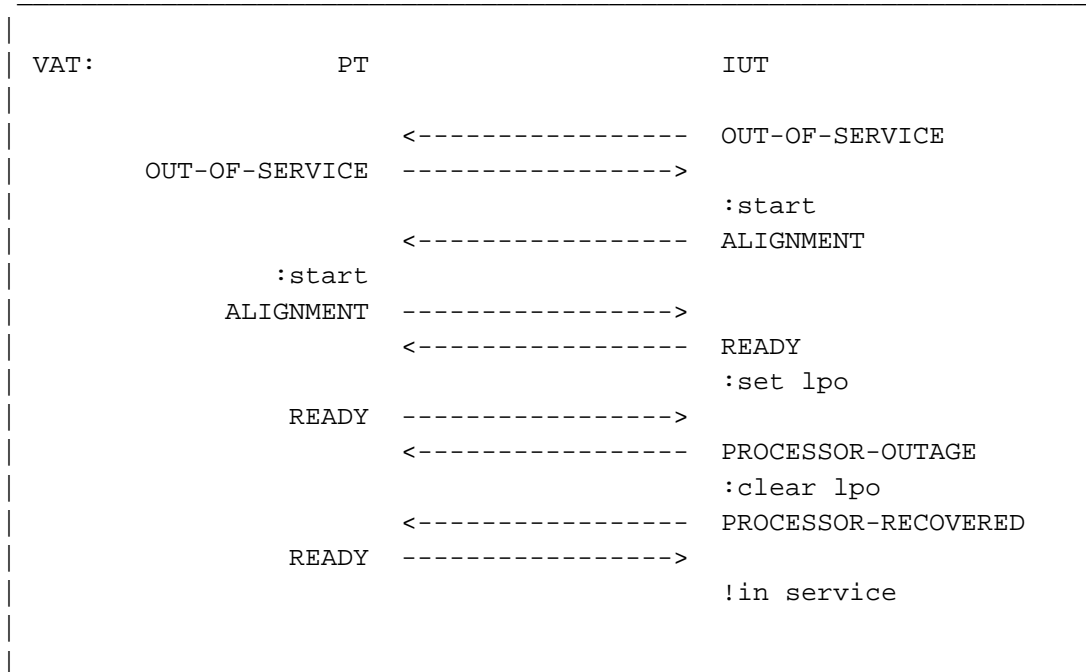 VAT: PT IUT
<----------------- OUT-OF-SERVICE
OUT-OF-SERVICE ----------------->
:start
<----------------- ALIGNMENT
:start
ALIGNMENT ----------------->
<----------------- READY
:set lpo
READY ----------------->
<----------------- PROCESSOR-OUTAGE
:clear lpo
<----------------- PROCESSOR-RECOVERED
READY ----------------->
!in service